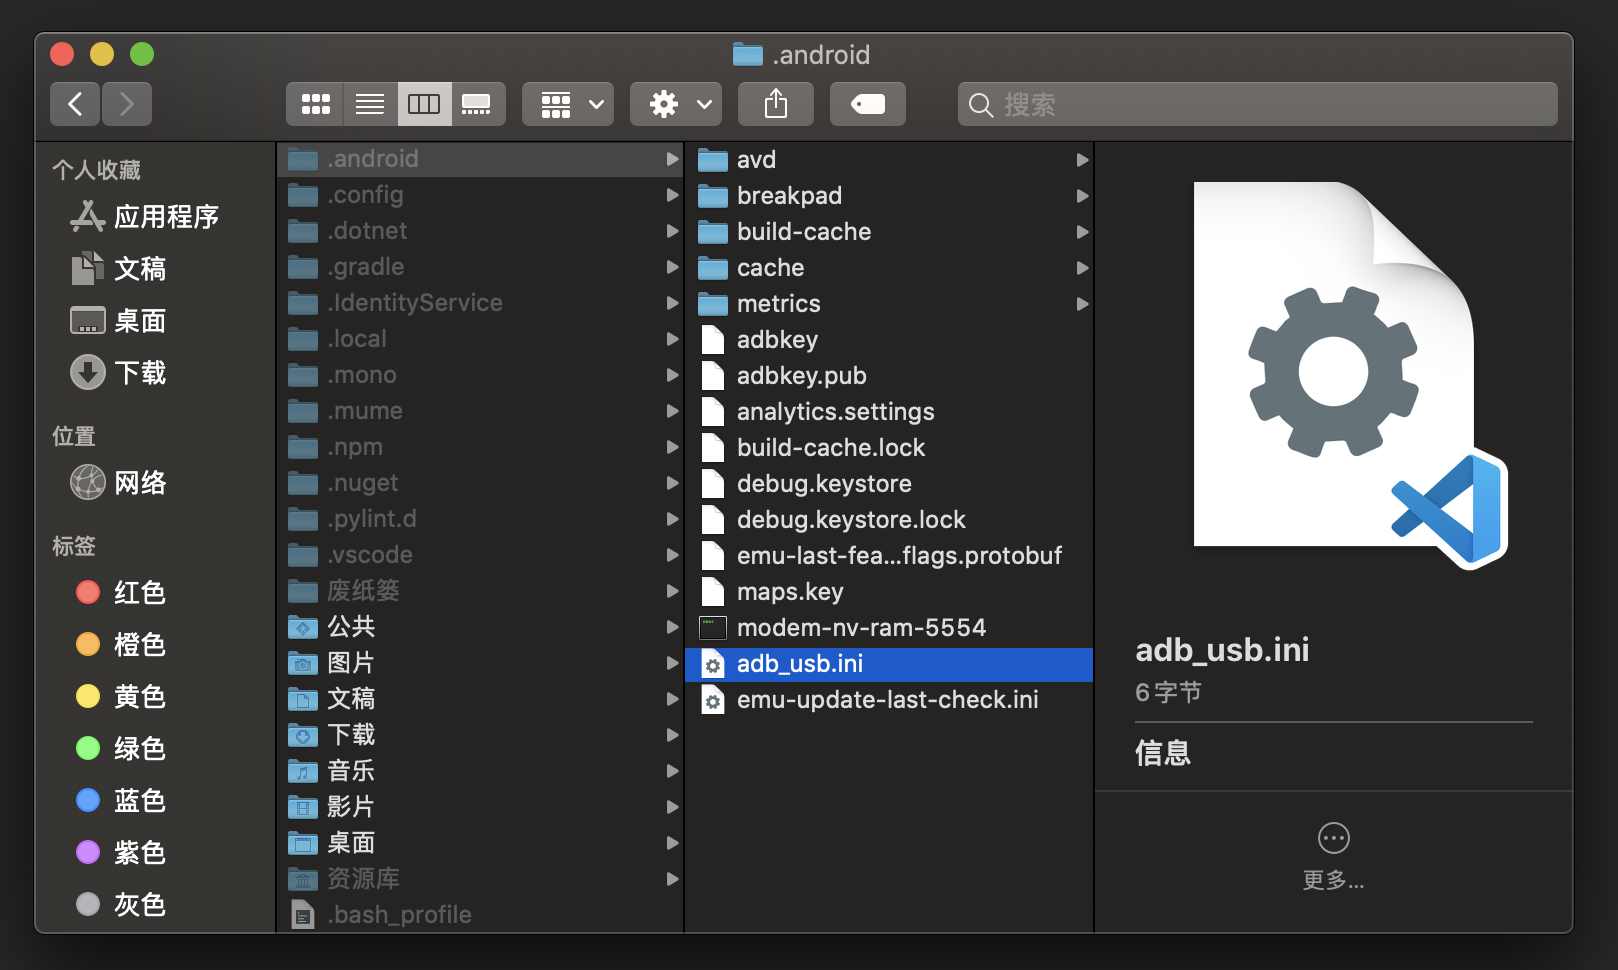 .android
搜索
个人收藏
应用程序
文稿
桌面
下载
位置
网络
标签
红色
橙色
黄色
绿色
蓝色
紫色
灰色
.android
.config
.dotnet
.gradle
.IdentityService
.local
.mono
.mume
.npm
.nuget
.pylint.d
.vscode
废纸篓
公共
图片
文稿
下载
音乐
影片
桌面
资源库
.bash_profile
avd
breakpad
build-cache
cache
metrics
adbkey
adbkey.pub
analytics.settings
build-cache.lock
debug.keystore
debug.keystore.lock
emu-last-fea...flags.protobuf
maps.key
modem-nv-ram-5554
adb_usb.ini
emu-update-last-check.ini
adb_usb.ini
6字节
信息
更多...